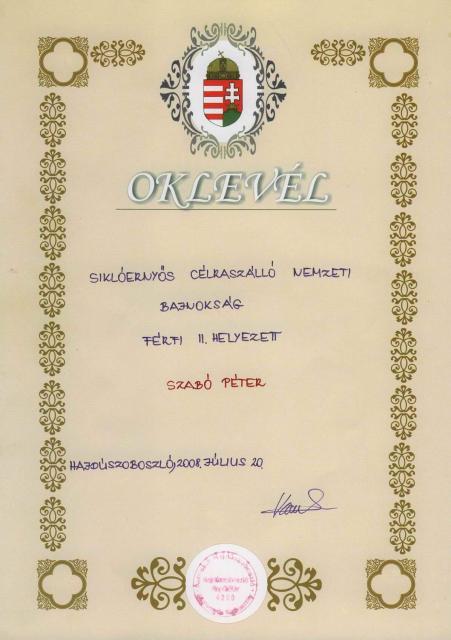 OKLEVÉL
SIKLÓERNYŐS CÉLRASZÁLLÓ NEMZETI
BAJNOKSÁG
FÉRFI II. HELYEZETT
SZABÓ PÉTER
HAJDÚSZOBOSZLÓ, 2008. JÚLIUS 20.